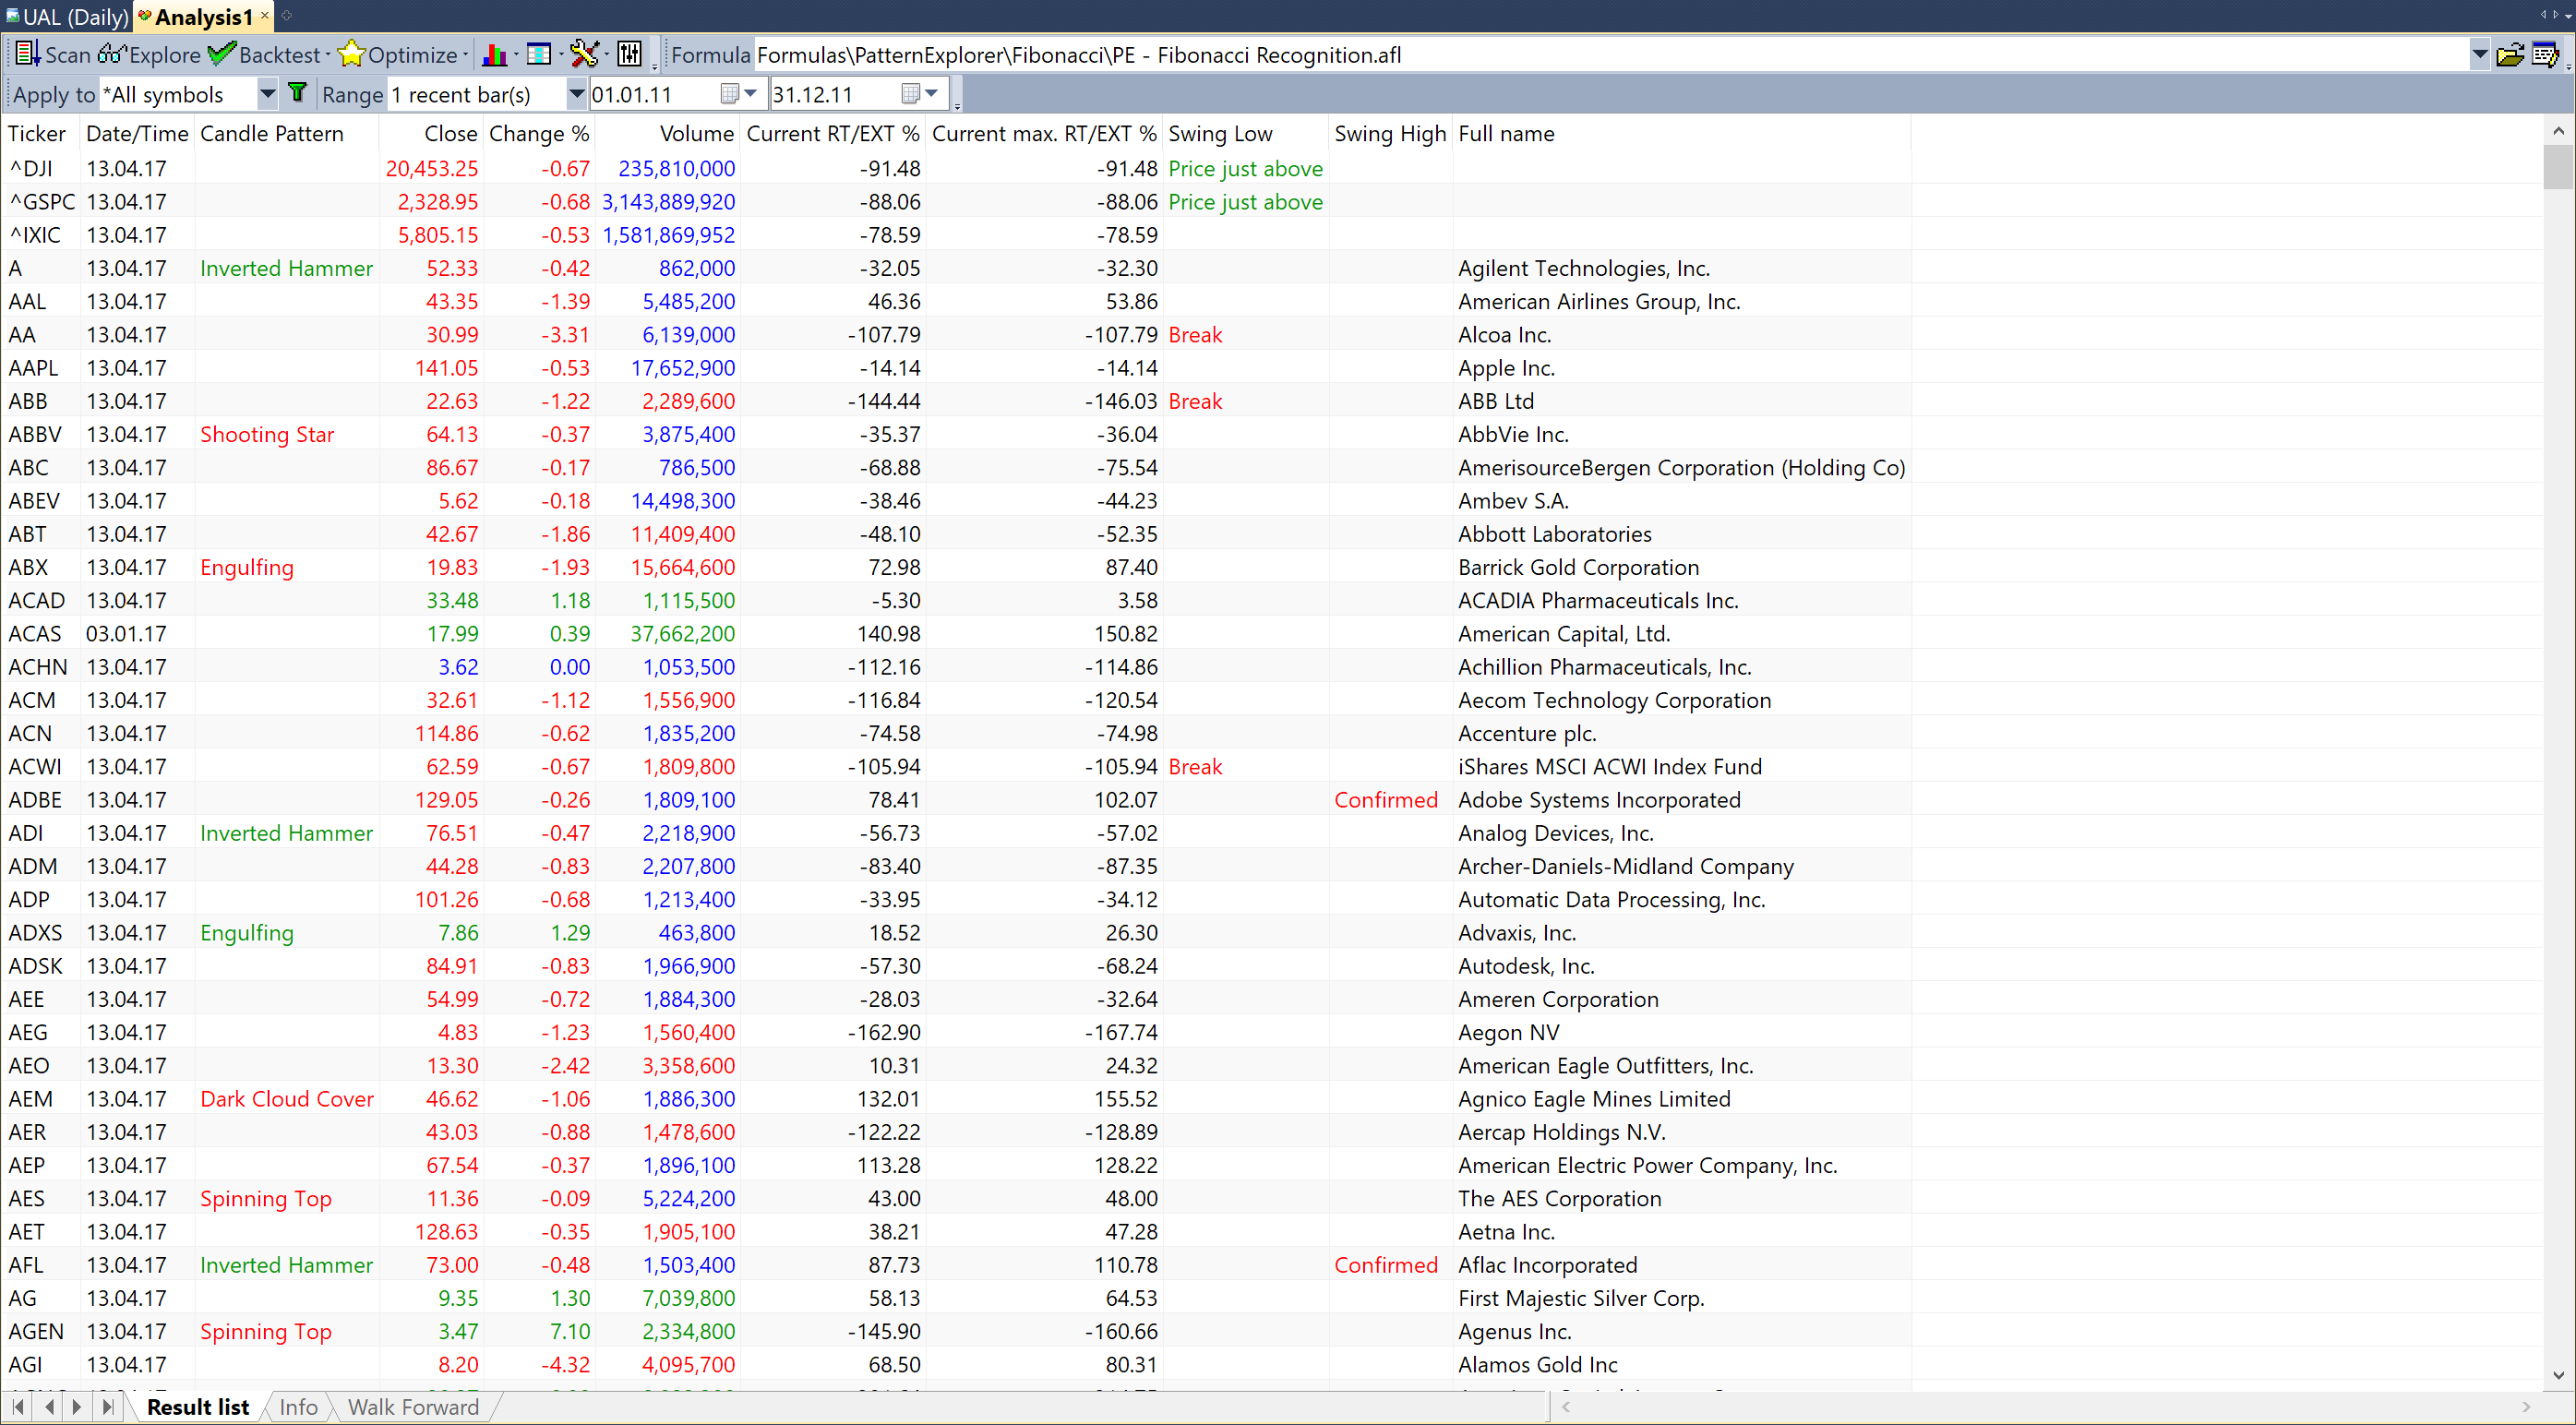 UAL (Daily) Analysis1 ×
Scan Explore Backtest Optimize Formula Formulas\PatternExplorer\Fibonacci\PE - Fibonacci Recognition.afl
Apply to *All symbols Range 1 recent bar(s) 01.01.11 31.12.11
Ticker Date/Time Candle Pattern Close Change % Volume Current RT/EXT % Current max. RT/EXT % Swing Low Swing High Full name
^DJI 13.04.17 20,453.25 -0.67 235,810,000 -91.48 -91.48 Price just above
^GSPC 13.04.17 2,328.95 -0.68 3,143,889,920 -88.06 -88.06 Price just above
^IXIC 13.04.17 5,805.15 -0.53 1,581,869,952 -78.59 -78.59
A 13.04.17 Inverted Hammer 52.33 -0.42 862,000 -32.05 -32.30 Agilent Technologies, Inc.
AAL 13.04.17 43.35 -1.39 5,485,200 46.36 53.86 American Airlines Group, Inc.
AA 13.04.17 30.99 -3.31 6,139,000 -107.79 -107.79 Break Alcoa Inc.
AAPL 13.04.17 141.05 -0.53 17,652,900 -14.14 -14.14 Apple Inc.
ABB 13.04.17 22.63 -1.22 2,289,600 -144.44 -146.03 Break ABB Ltd
ABBV 13.04.17 Shooting Star 64.13 -0.37 3,875,400 -35.37 -36.04 AbbVie Inc.
ABC 13.04.17 86.67 -0.17 786,500 -68.88 -75.54 AmerisourceBergen Corporation (Holding Co)
ABEV 13.04.17 5.62 -0.18 14,498,300 -38.46 -44.23 Ambev S.A.
ABT 13.04.17 42.67 -1.86 11,409,400 -48.10 -52.35 Abbott Laboratories
ABX 13.04.17 Engulfing 19.83 -1.93 15,664,600 72.98 87.40 Barrick Gold Corporation
ACAD 13.04.17 33.48 1.18 1,115,500 -5.30 3.58 ACADIA Pharmaceuticals Inc.
ACAS 03.01.17 17.99 0.39 37,662,200 140.98 150.82 American Capital, Ltd.
ACHN 13.04.17 3.62 0.00 1,053,500 -112.16 -114.86 Achillion Pharmaceuticals, Inc.
ACM 13.04.17 32.61 -1.12 1,556,900 -116.84 -120.54 Aecom Technology Corporation
ACN 13.04.17 114.86 -0.62 1,835,200 -74.58 -74.98 Accenture plc.
ACWI 13.04.17 62.59 -0.67 1,809,800 -105.94 -105.94 Break iShares MSCI ACWI Index Fund
ADBE 13.04.17 129.05 -0.26 1,809,100 78.41 102.07 Confirmed Adobe Systems Incorporated
ADI 13.04.17 Inverted Hammer 76.51 -0.47 2,218,900 -56.73 -57.02 Analog Devices, Inc.
ADM 13.04.17 44.28 -0.83 2,207,800 -83.40 -87.35 Archer-Daniels-Midland Company
ADP 13.04.17 101.26 -0.68 1,213,400 -33.95 -34.12 Automatic Data Processing, Inc.
ADXS 13.04.17 Engulfing 7.86 1.29 463,800 18.52 26.30 Advaxis, Inc.
ADSK 13.04.17 84.91 -0.83 1,966,900 -57.30 -68.24 Autodesk, Inc.
AEE 13.04.17 54.99 -0.72 1,884,300 -28.03 -32.64 Ameren Corporation
AEG 13.04.17 4.83 -1.23 1,560,400 -162.90 -167.74 Aegon NV
AEO 13.04.17 13.30 -2.42 3,358,600 10.31 24.32 American Eagle Outfitters, Inc.
AEM 13.04.17 Dark Cloud Cover 46.62 -1.06 1,886,300 132.01 155.52 Agnico Eagle Mines Limited
AER 13.04.17 43.03 -0.88 1,478,600 -122.22 -128.89 Aercap Holdings N.V.
AEP 13.04.17 67.54 -0.37 1,896,100 113.28 128.22 American Electric Power Company, Inc.
AES 13.04.17 Spinning Top 11.36 -0.09 5,224,200 43.00 48.00 The AES Corporation
AET 13.04.17 128.63 -0.35 1,905,100 38.21 47.28 Aetna Inc.
AFL 13.04.17 Inverted Hammer 73.00 -0.48 1,503,400 87.73 110.78 Confirmed Aflac Incorporated
AG 13.04.17 9.35 1.30 7,039,800 58.13 64.53 First Majestic Silver Corp.
AGEN 13.04.17 Spinning Top 3.47 7.10 2,334,800 -145.90 -160.66 Agenus Inc.
AGI 13.04.17 8.20 -4.32 4,095,700 68.50 80.31 Alamos Gold Inc
Result list Info Walk Forward